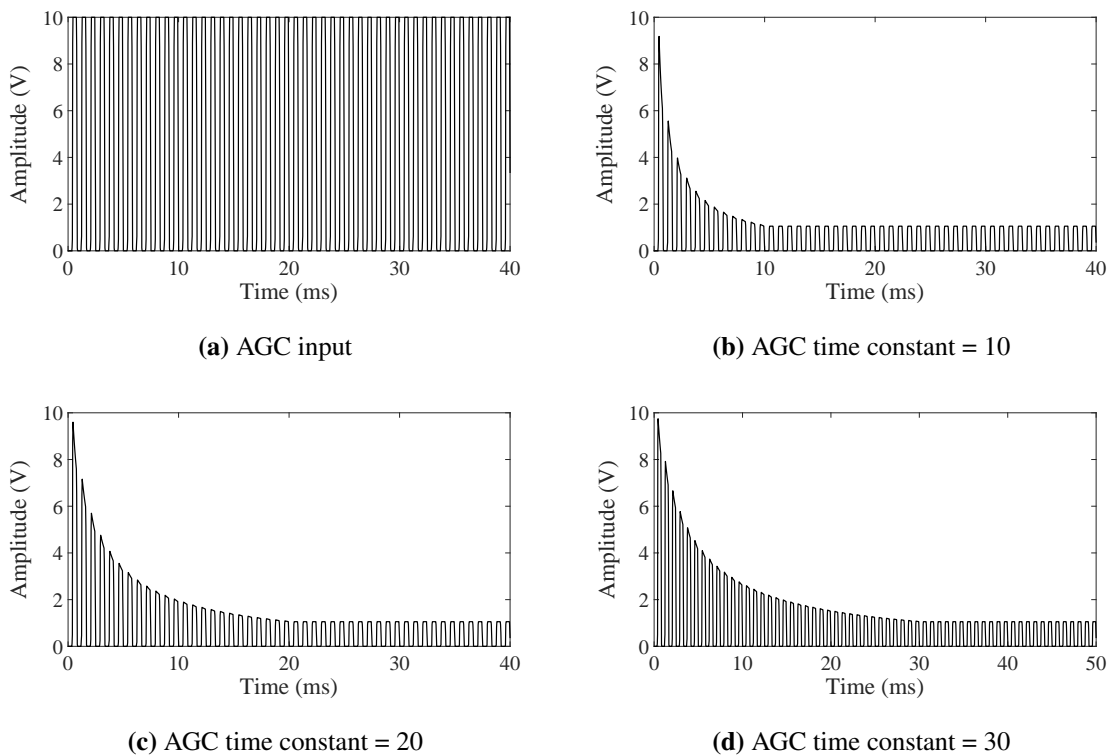 10
8
6
4
2
0
Amplitude (V)
0 10 20 30 40
Time (ms)
(a) AGC input
10
8
6
4
2
0
Amplitude (V)
0 10 20 30 40
Time (ms)
(b) AGC time constant = 10
10
8
6
4
2
0
Amplitude (V)
0 10 20 30 40
Time (ms)
(c) AGC time constant = 20
10
8
6
4
2
0
Amplitude (V)
0 10 20 30 40 50
Time (ms)
(d) AGC time constant = 30